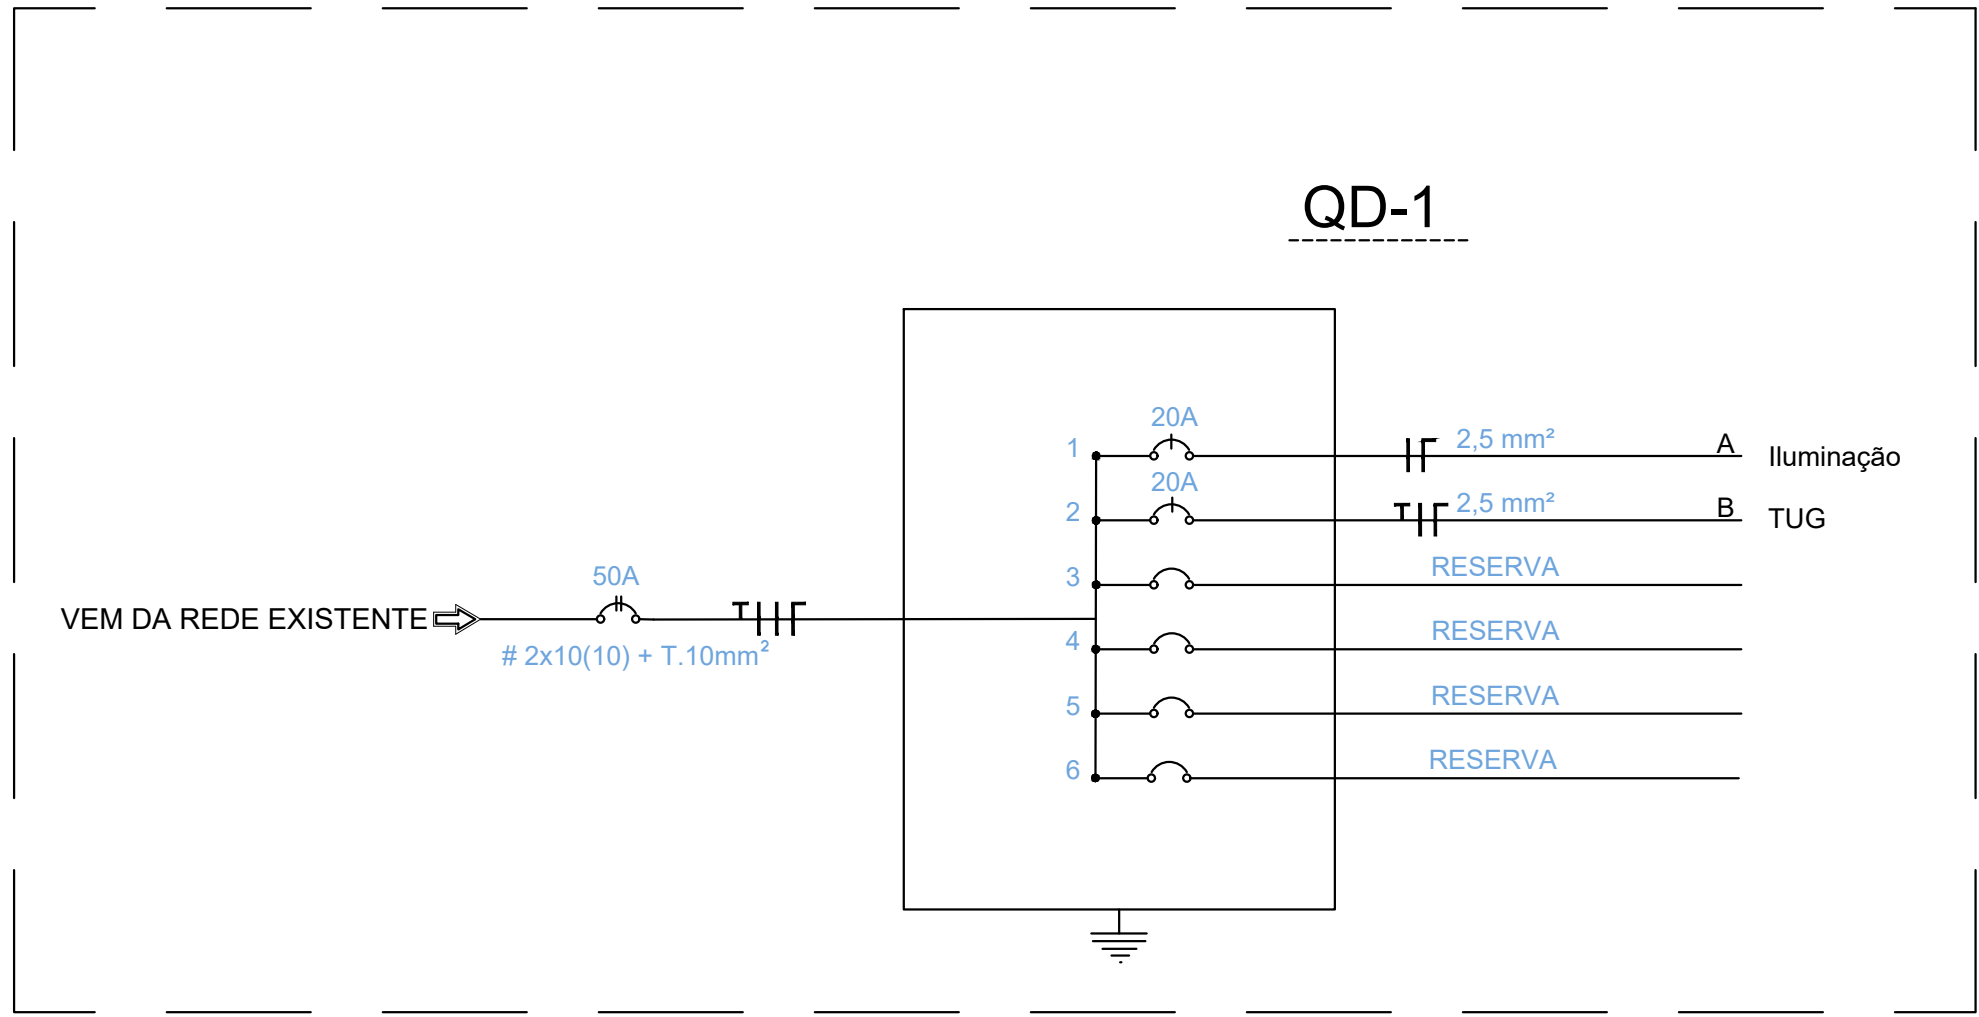 QD-1
20A
1
2,5 mm²
A
Iluminação
20A
2
2,5 mm²
B
TUG
3
RESERVA
50A
VEM DA REDE EXISTENTE
# 2x10(10) + T.10mm²
4
RESERVA
5
RESERVA
6
RESERVA